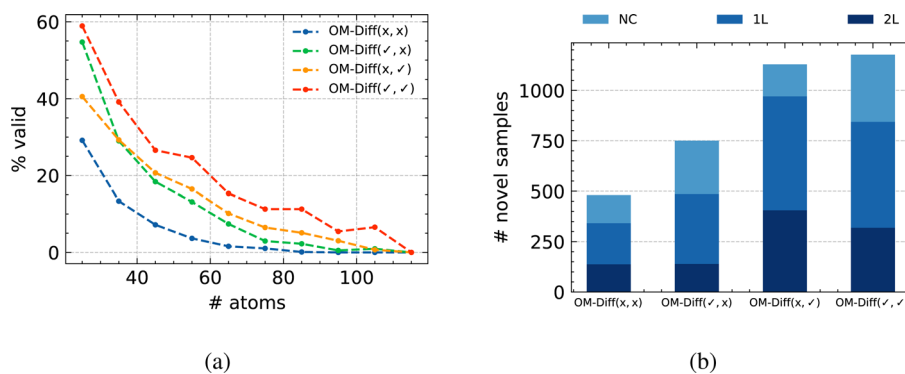 60
40
20
0
% valid
40
60
80
100
# atoms
OM-Diff(x, x)
OM-Diff(✓, x)
OM-Diff(x, ✓)
OM-Diff(✓, ✓)
(a)
NC
1L
2L
1000
750
500
250
0
# novel samples
OM-Diff(x, x)
OM-Diff(✓, x)
OM-Diff(x, ✓)
OM-Diff(✓, ✓
(b)